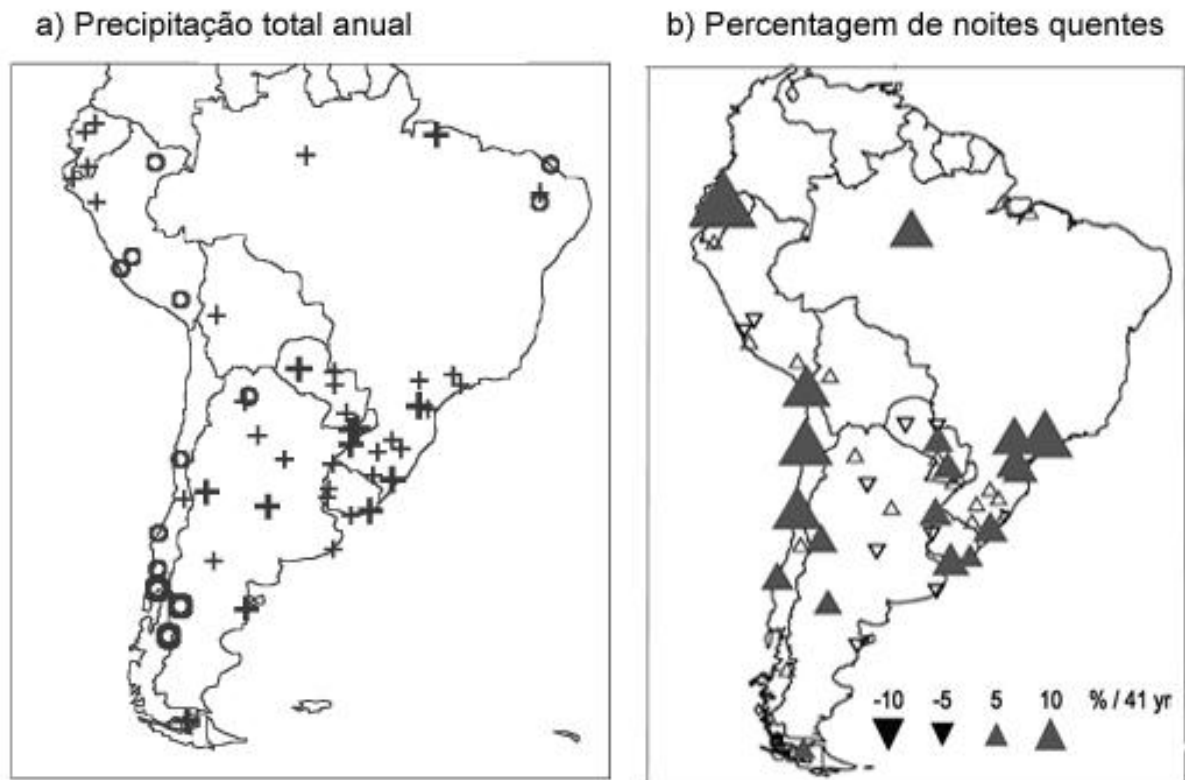 a) Precipitação total anual
b) Percentagem de noites quentes
-10 -5 5 10 % / 41 yr